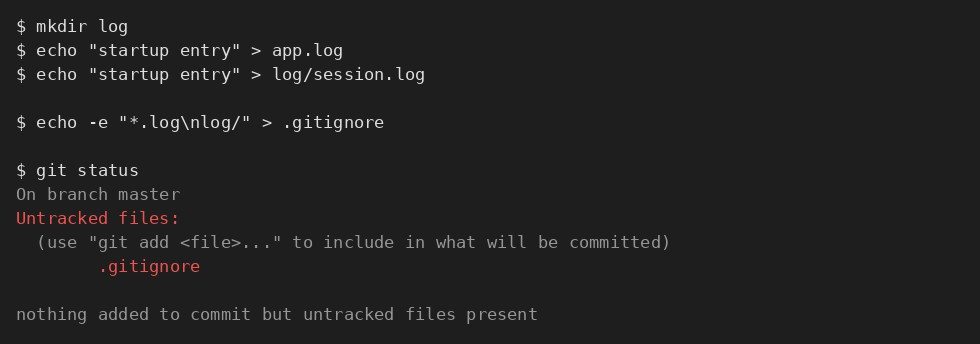 $ mkdir log
$ echo "startup entry" > app.log
$ echo "startup entry" > log/session.log
$ echo -e "*.log\nlog/" > .gitignore
$ git status
On branch master
Untracked files:
  (use "git add <file>..." to include in what will be committed)
        .gitignore
nothing added to commit but untracked files present